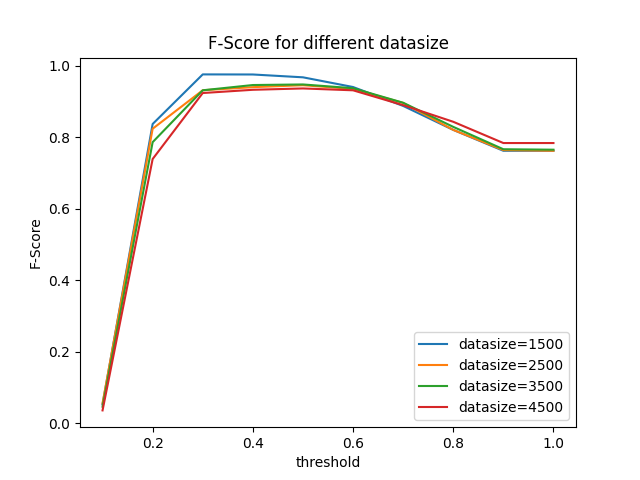 F-Score for different datasize
1.0
0.8
0.6
0.4
0.2
0.0
F-Score
0.2 0.4 0.6 0.8 1.0
threshold
datasize=1500
datasize=2500
datasize=3500
datasize=4500